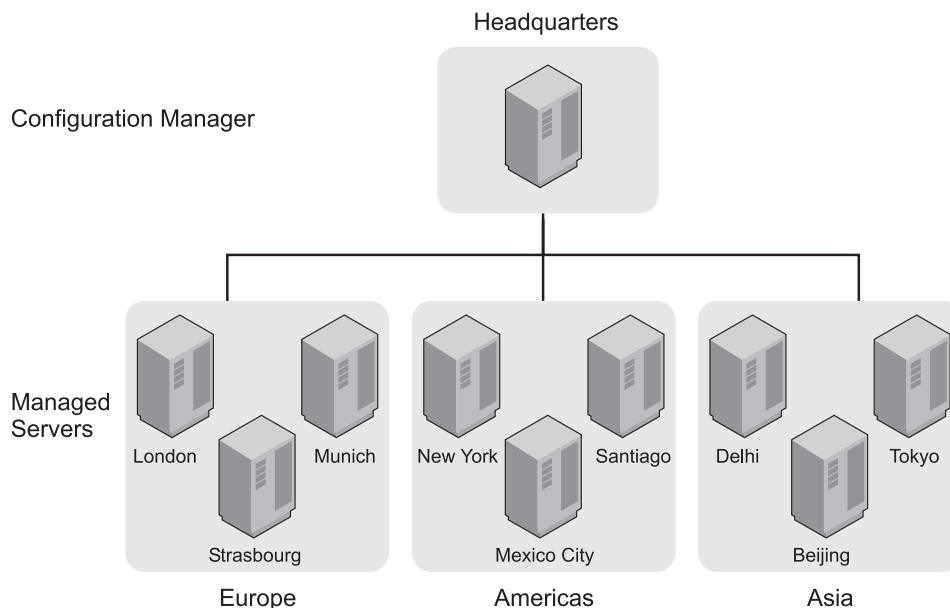 Headquarters
Configuration Manager
Managed
Servers
London
Munich
Strasbourg
New York
Santiago
Mexico City
Delhi
Tokyo
Beijing
Europe
Americas
Asia